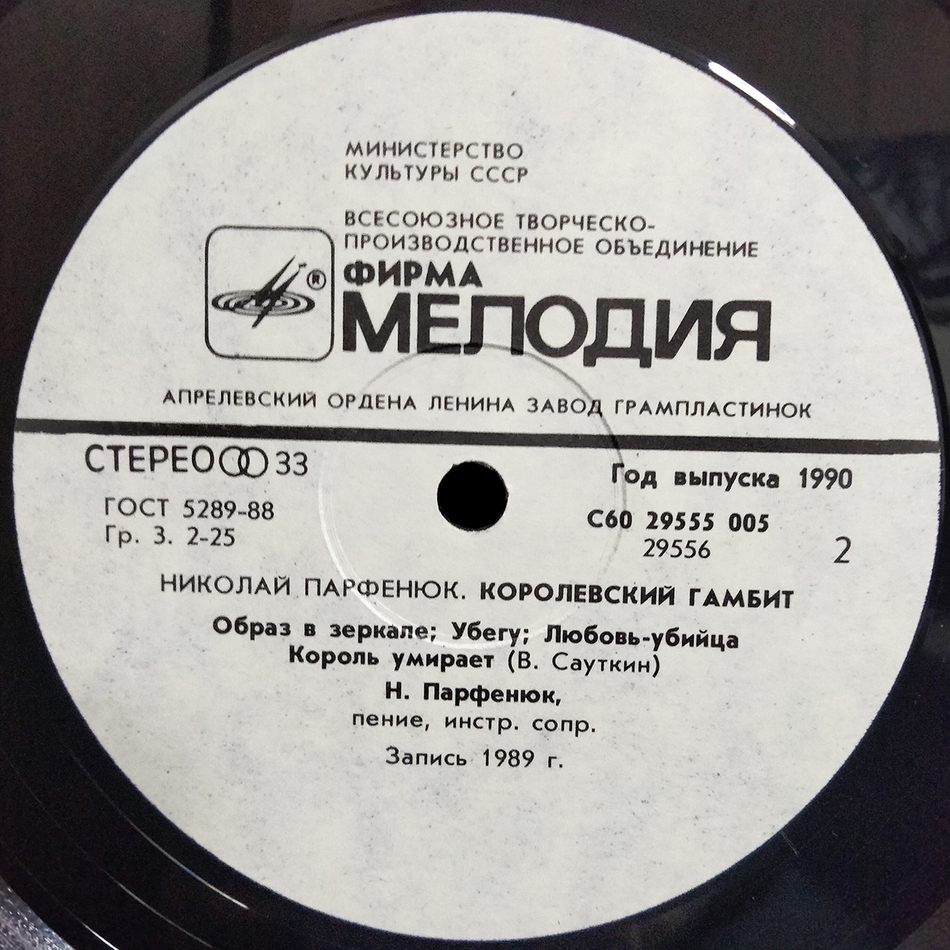 МИНИСТЕРСТВО
КУЛЬТУРЫ СССР
ВСЕСОЮЗНОЕ ТВОРЧЕСКО-
ПРОИЗВОДСТВЕННОЕ ОБЪЕДИНЕНИЕ
ФИРМА
®
МЕЛОДИЯ
АПРЕЛЕВСКИЙ ОРДЕНА ЛЕНИНА ЗАВОД ГРАМПЛАСТИНОК
СТЕРЕО 33
Год выпуска 1990
ГОСТ 5289-88
С60 29555 005
Гр. 3. 2-25
29556
2
НИКОЛАЙ ПАРФЕНЮК. КОРОЛЕВСКИЙ ГАМБИТ
Образ в зеркале; Убегу; Любовь-убийца
Король умирает (В. Сауткин)
Н. Парфенюк,
пение, инстр. сопр.
Запись 1989 г.